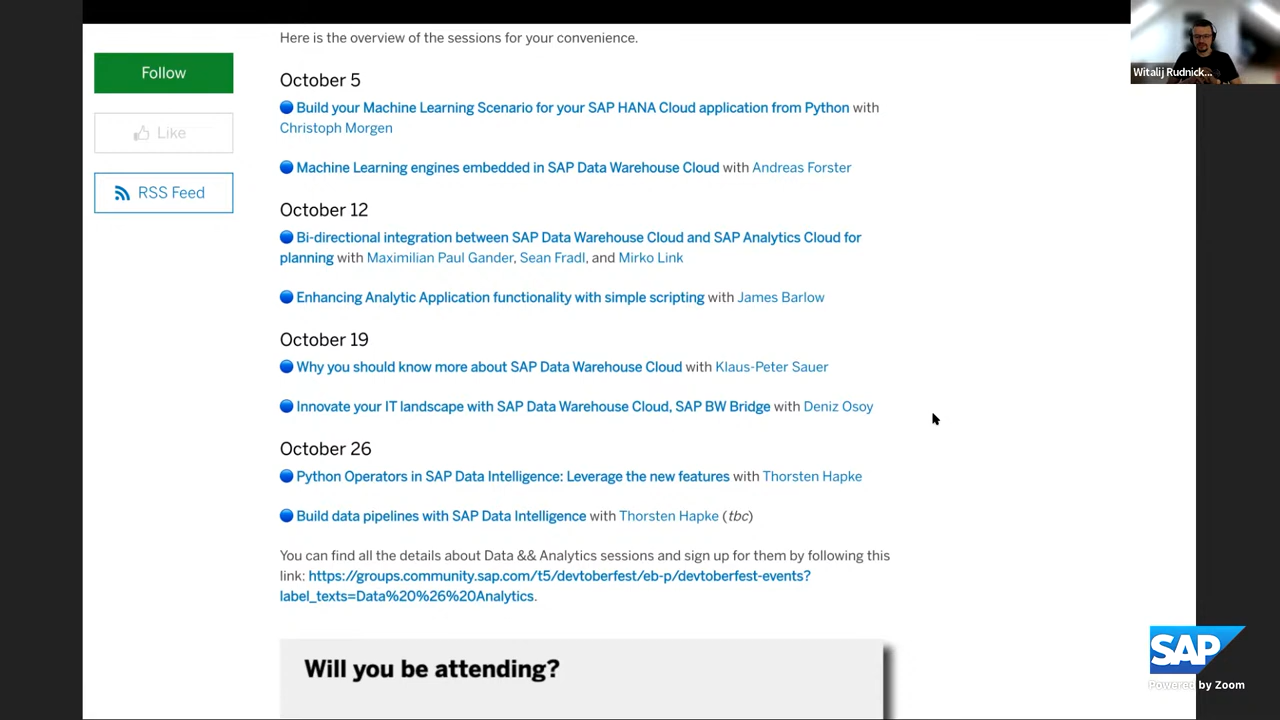 Here is the overview of the sessions for your convenience.
Witalij Rudnick...
Follow
Like
RSS Feed
October 5
Build your Machine Learning Scenario for your SAP HANA Cloud application from Python with
Christoph Morgen
Machine Learning engines embedded in SAP Data Warehouse Cloud with Andreas Forster
October 12
Bi-directional integration between SAP Data Warehouse Cloud and SAP Analytics Cloud for
planning with Maximilian Paul Gander, Sean Fradl, and Mirko Link
Enhancing Analytic Application functionality with simple scripting with James Barlow
October 19
Why you should know more about SAP Data Warehouse Cloud with Klaus-Peter Sauer
Innovate your IT landscape with SAP Data Warehouse Cloud, SAP BW Bridge with Deniz Osoy
October 26
Python Operators in SAP Data Intelligence: Leverage the new features with Thorsten Hapke
Build data pipelines with SAP Data Intelligence with Thorsten Hapke (tbc)
You can find all the details about Data && Analytics sessions and sign up for them by following this
link: https://groups.community.sap.com/t5/devtoberfest/eb-p/devtoberfest-events?
label_texts=Data%20%26%20Analytics.
Will you be attending?
SAP
Powered by Zoom